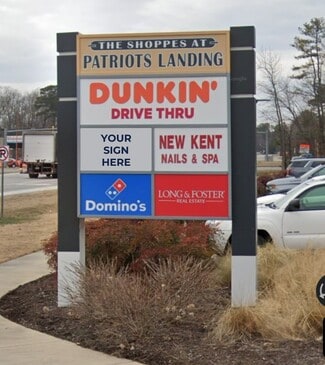 THE SHOPPES AT
PATRIOTS LANDING
DUNKIN'
DRIVE THRU
YOUR
SIGN
HERE
NEW KENT
NAILS & SPA
Domino's
LONG & FOSTER
REAL ESTATE